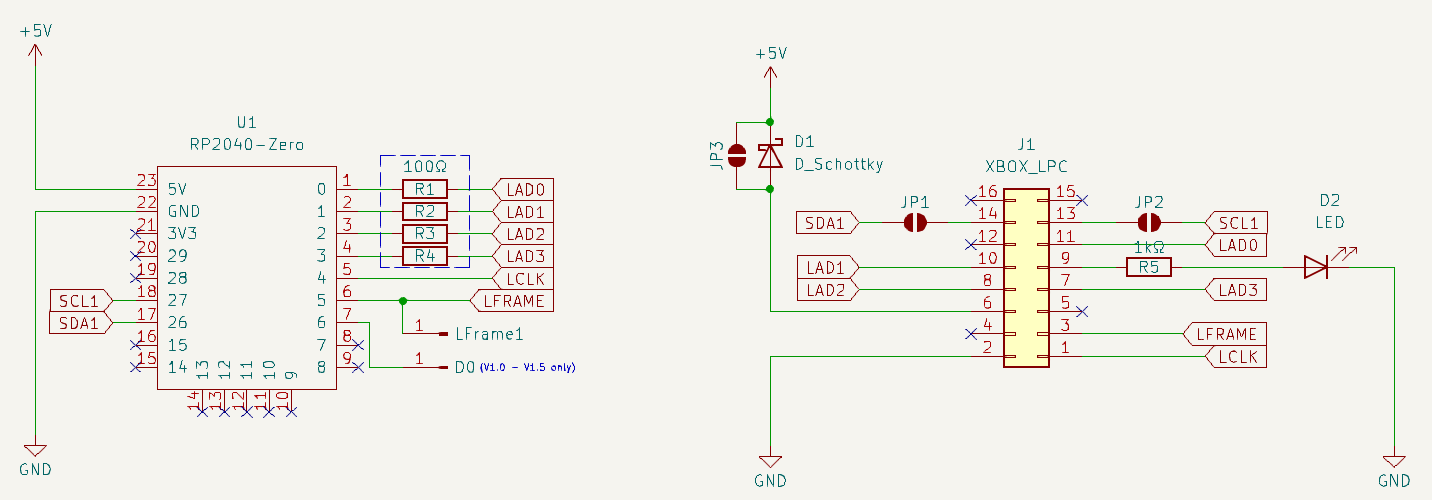 +5V
U1
RP2040-Zero
23 5V
22 GND
21 3V3
20 29
19 28
18 27
17 26
16 15
15 14
SCL1
SDA1
0 1
1 2
2 3
3 4
4 5
5 6
6 7
7 8
8 9
13 12 11 10 9
14 13 12 11 10
100Ω
R1 LAD0
R2 LAD1
R3 LAD2
R4 LAD3
LCLK
LFRAME
1 LFrame1
1 D0 (V1.0 - V1.5 only)
GND
+5V
JP3
D1
D_Schottky
J1
XBOX_LPC
16 15
SDA1 JP1 14 13 JP2 SCL1
12 11 LAD0
LAD1 10 9 1kΩ R5
LAD2 8 7 LAD3
6 5
4 3 LFRAME
2 1 LCLK
D2
LED
GND
GND